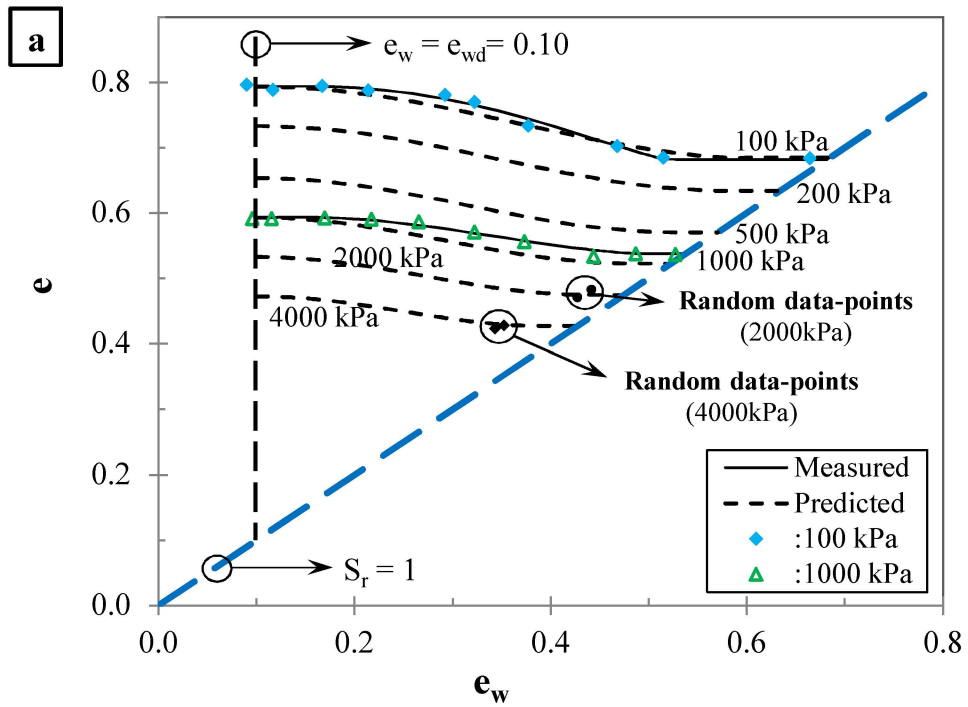 a
e_w = e_wd = 0.10
0.8
100 kPa
200 kPa
0.6
500 kPa
2000 kPa
1000 kPa
e
4000 kPa
Random data-points
(2000kPa)
0.4
Random data-points
(4000kPa)
0.2
Measured
Predicted
:100 kPa
:1000 kPa
S_r = 1
0.0
0.0 0.2 0.4 0.6 0.8
e_w